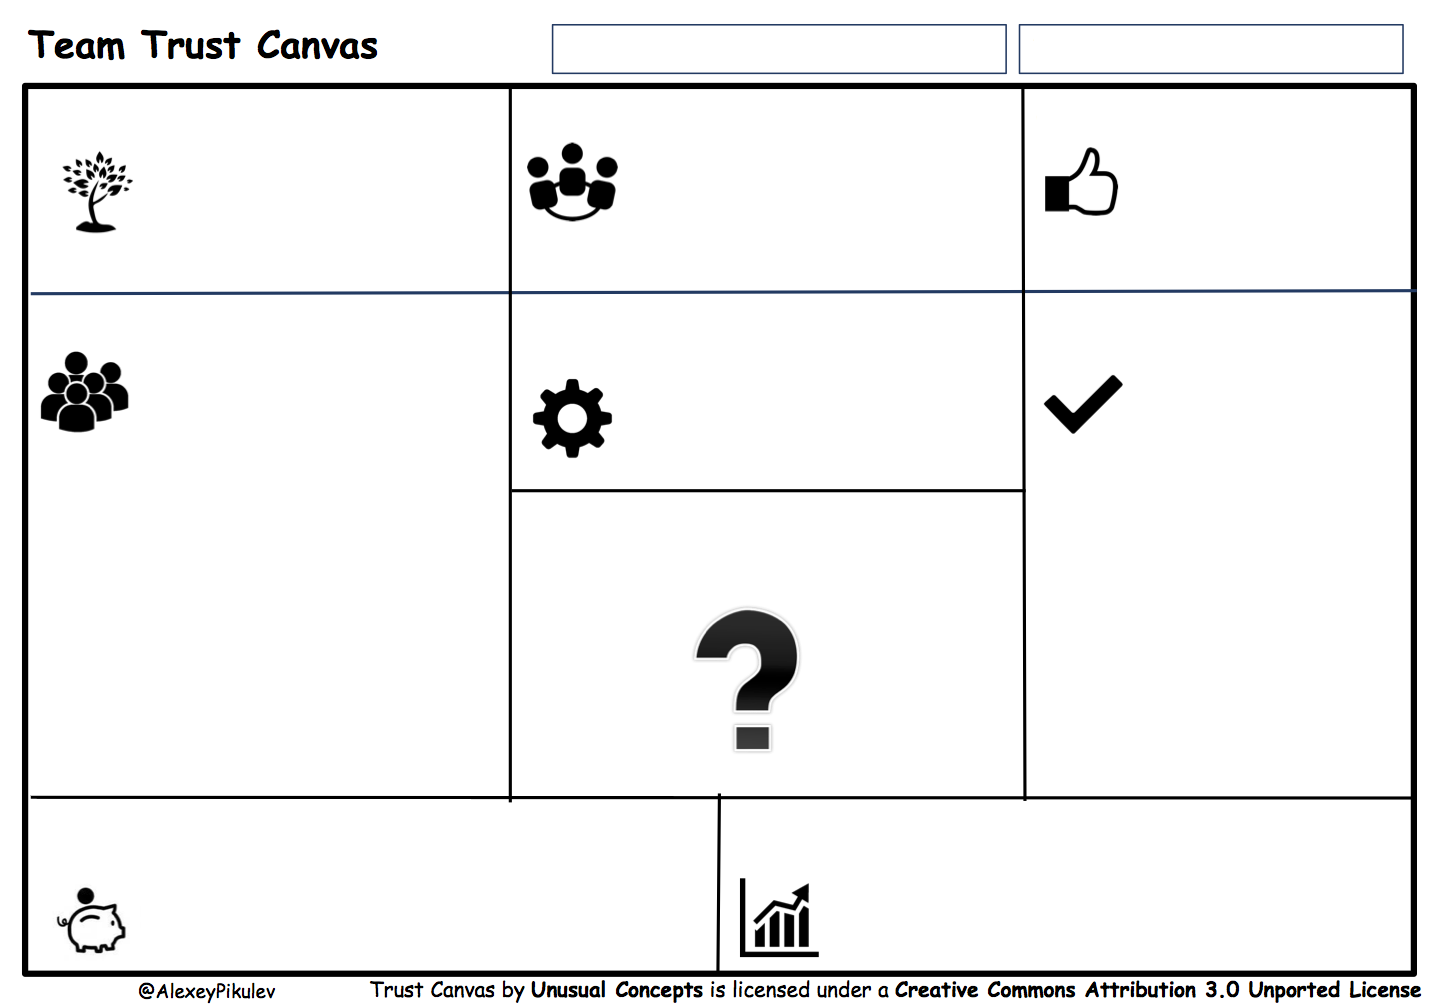 Team Trust Canvas
@AlexeyPikulev
Trust Canvas by Unusual Concepts is licensed under a Creative Commons Attribution 3.0 Unported License